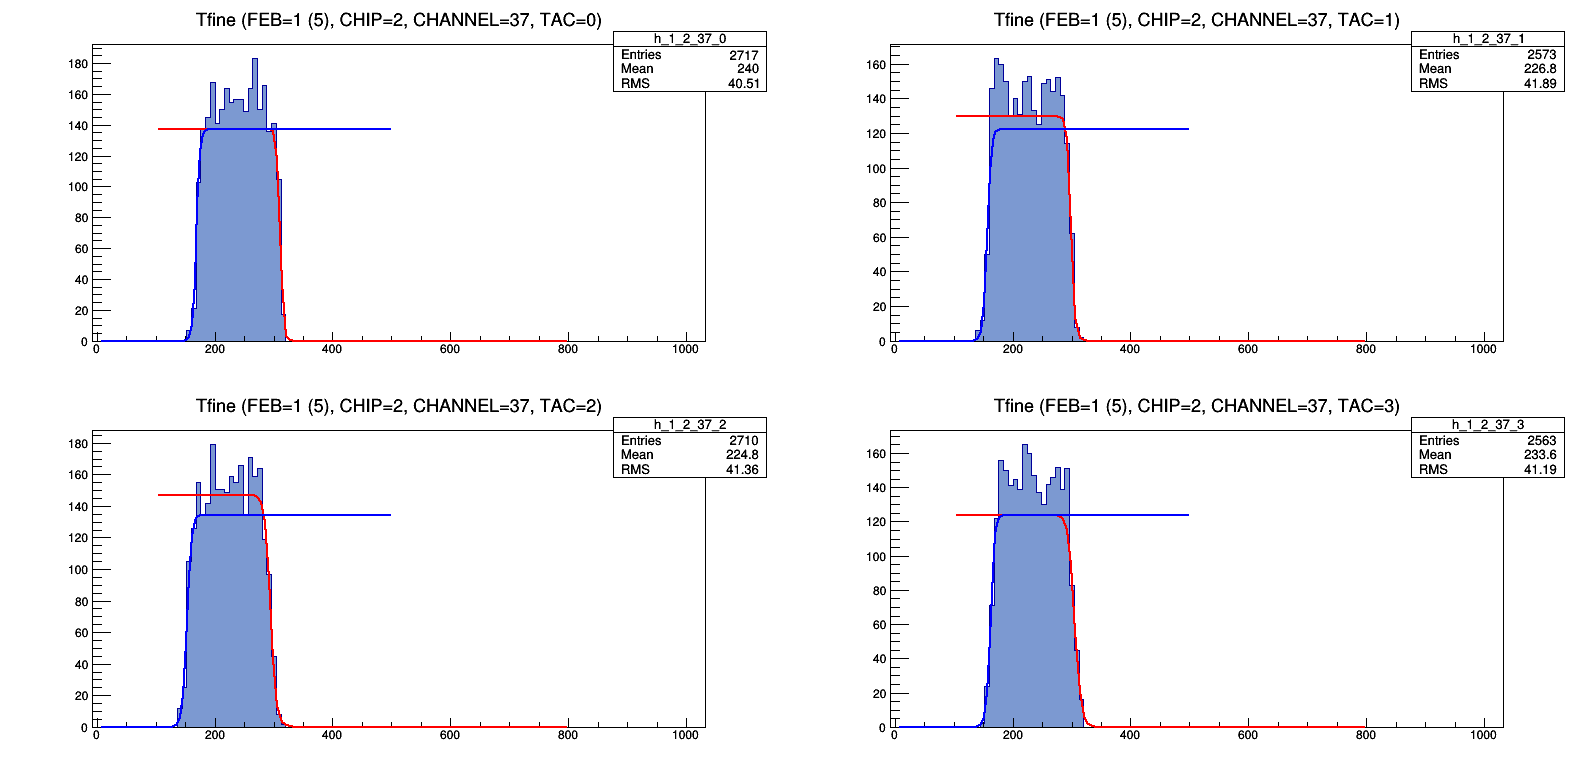 Tfine (FEB=1 (5), CHIP=2, CHANNEL=37, TAC=0)
h_1_2_37_0
Entries 2717
Mean 240
RMS 40.51
180
160
140
120
100
80
60
40
20
0
0 200 400 600 800 1000
Tfine (FEB=1 (5), CHIP=2, CHANNEL=37, TAC=1)
h_1_2_37_1
Entries 2573
Mean 226.8
RMS 41.89
160
140
120
100
80
60
40
20
0
0 200 400 600 800 1000
Tfine (FEB=1 (5), CHIP=2, CHANNEL=37, TAC=2)
h_1_2_37_2
Entries 2710
Mean 224.8
RMS 41.36
180
160
140
120
100
80
60
40
20
0
0 200 400 600 800 1000
Tfine (FEB=1 (5), CHIP=2, CHANNEL=37, TAC=3)
h_1_2_37_3
Entries 2563
Mean 233.6
RMS 41.19
160
140
120
100
80
60
40
20
0
0 200 400 600 800 1000